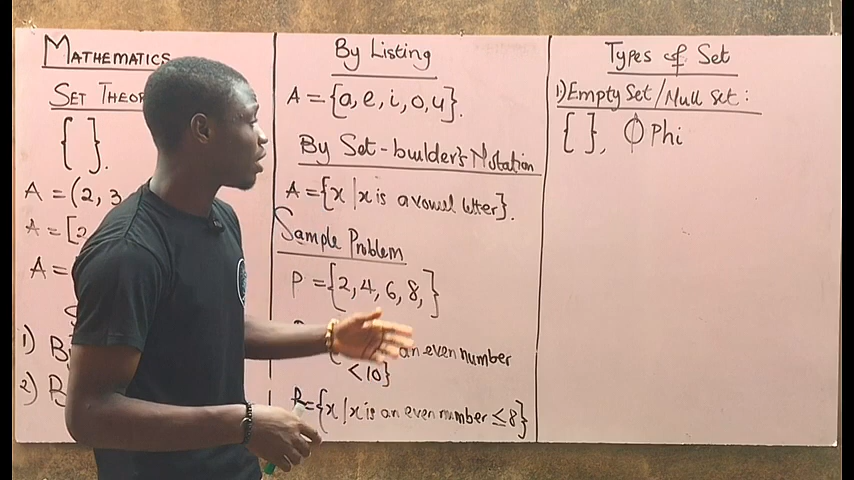 MATHEMATICS
SET THEOR
{ }.
A = (2, 3
A = [2
A =
1) B
2) B
By Listing
A = {a, e, i, o, u}.
By Set-builder's Notation
A = {x | x is a vowel letter}.
Sample Problem
P = {2, 4, 6, 8, }
an even number
<10}
P = {x | x is an even number ≤ 8}
Types of Set
1) Empty Set / Null Set :
{ }, Ø Phi